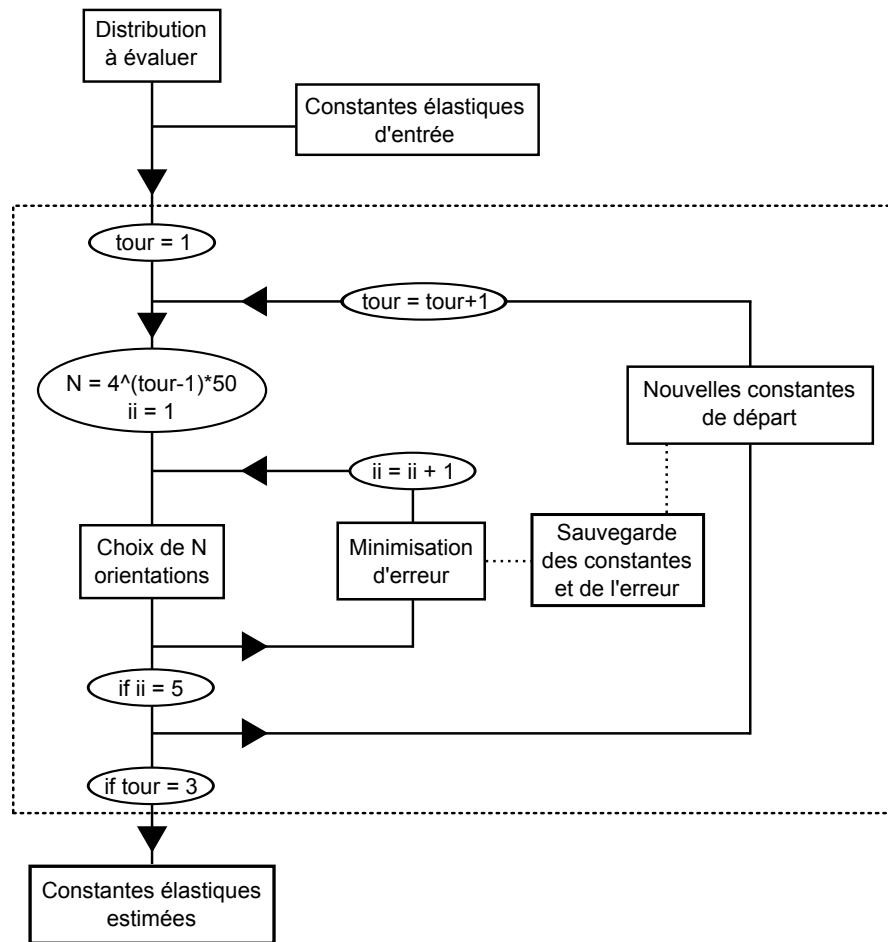 Distribution
à évaluer
Constantes élastiques
d'entrée
tour = 1
tour = tour+1
N = 4^(tour-1)*50
ii = 1
Nouvelles constantes
de départ
ii = ii + 1
Choix de N
orientations
Minimisation
d'erreur
Sauvegarde
des constantes
et de l'erreur
if ii = 5
if tour = 3
Constantes élastiques
estimées